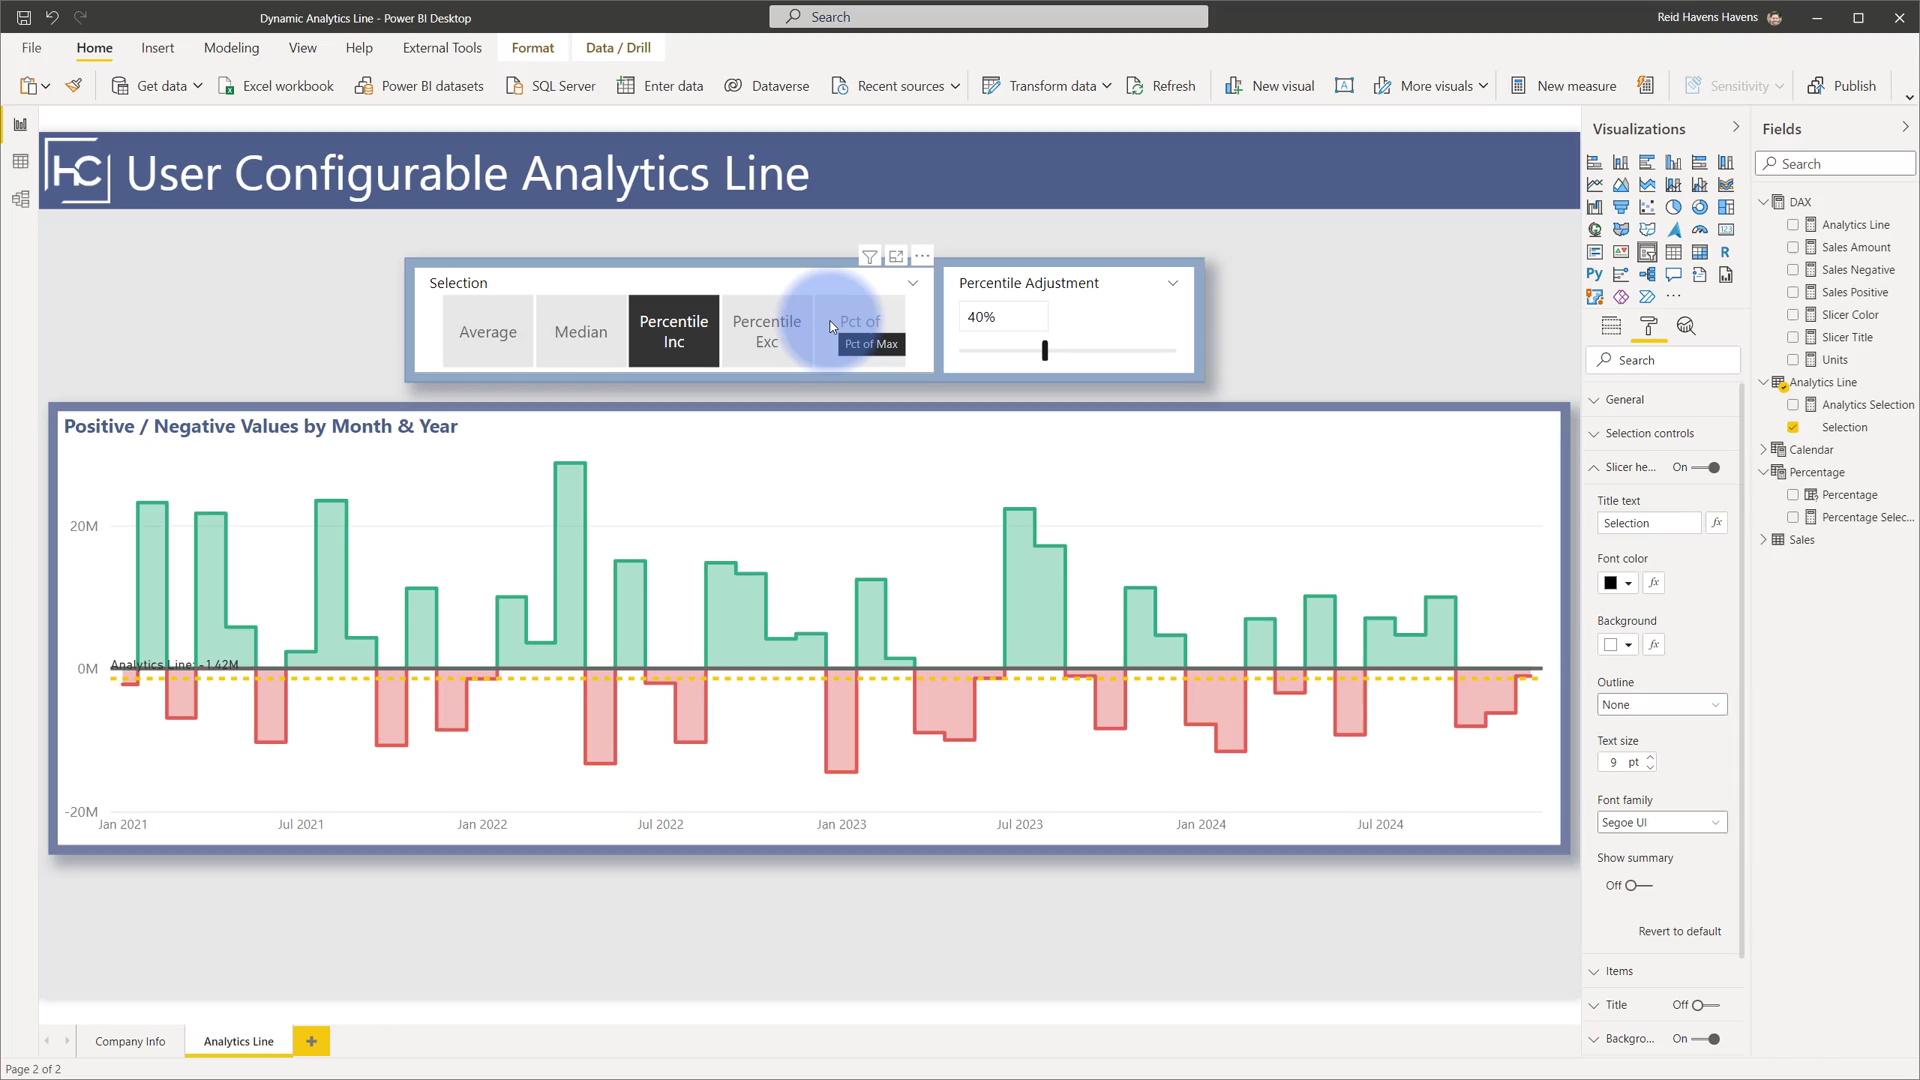 Dynamic Analytics Line - Power BI Desktop
Search
Reid Havens Havens
File
Home
Insert
Modeling
View
Help
External Tools
Format
Data / Drill
Get data
Excel workbook
Power BI datasets
SQL Server
Enter data
Dataverse
Recent sources
Transform data
Refresh
New visual
More visuals
New measure
Sensitivity
Publish
HC
User Configurable Analytics Line
Selection
Average
Median
Percentile
Inc
Percentile
Exc
Pct of
Pct of Max
Percentile Adjustment
40%
Positive / Negative Values by Month & Year
20M
0M
-20M
Analytics Line: -1.42M
Jan 2021
Jul 2021
Jan 2022
Jul 2022
Jan 2023
Jul 2023
Jan 2024
Jul 2024
Visualizations
R
Py
123
Search
General
Selection controls
Slicer he...
On
Title text
Selection
fx
Font color
fx
Background
fx
Outline
None
Text size
9 pt
Font family
Segoe UI
Show summary
Off
Revert to default
Items
Title
Off
Backgro...
On
Fields
Search
DAX
Analytics Line
Sales Amount
Sales Negative
Sales Positive
Slicer Color
Slicer Title
Units
Analytics Line
Analytics Selection
Selection
Calendar
Percentage
Percentage
Percentage Selec...
Sales
Company Info
Analytics Line
+
Page 2 of 2